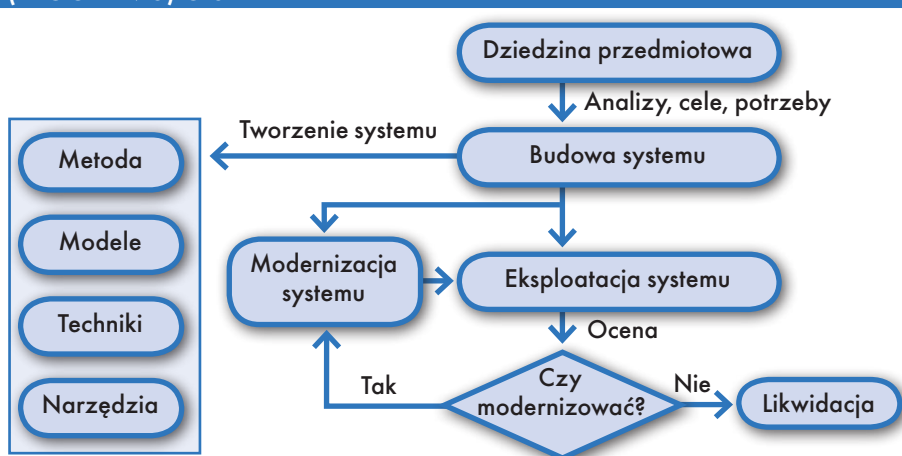 Dziedzina przedmiotowa
Analizy, cele, potrzeby
Tworzenie systemu
Budowa systemu
Metoda
Modele
Techniki
Narzędzia
Modernizacja
systemu
Eksploatacja systemu
Ocena
Czy
modernizować?
Tak
Nie
Likwidacja